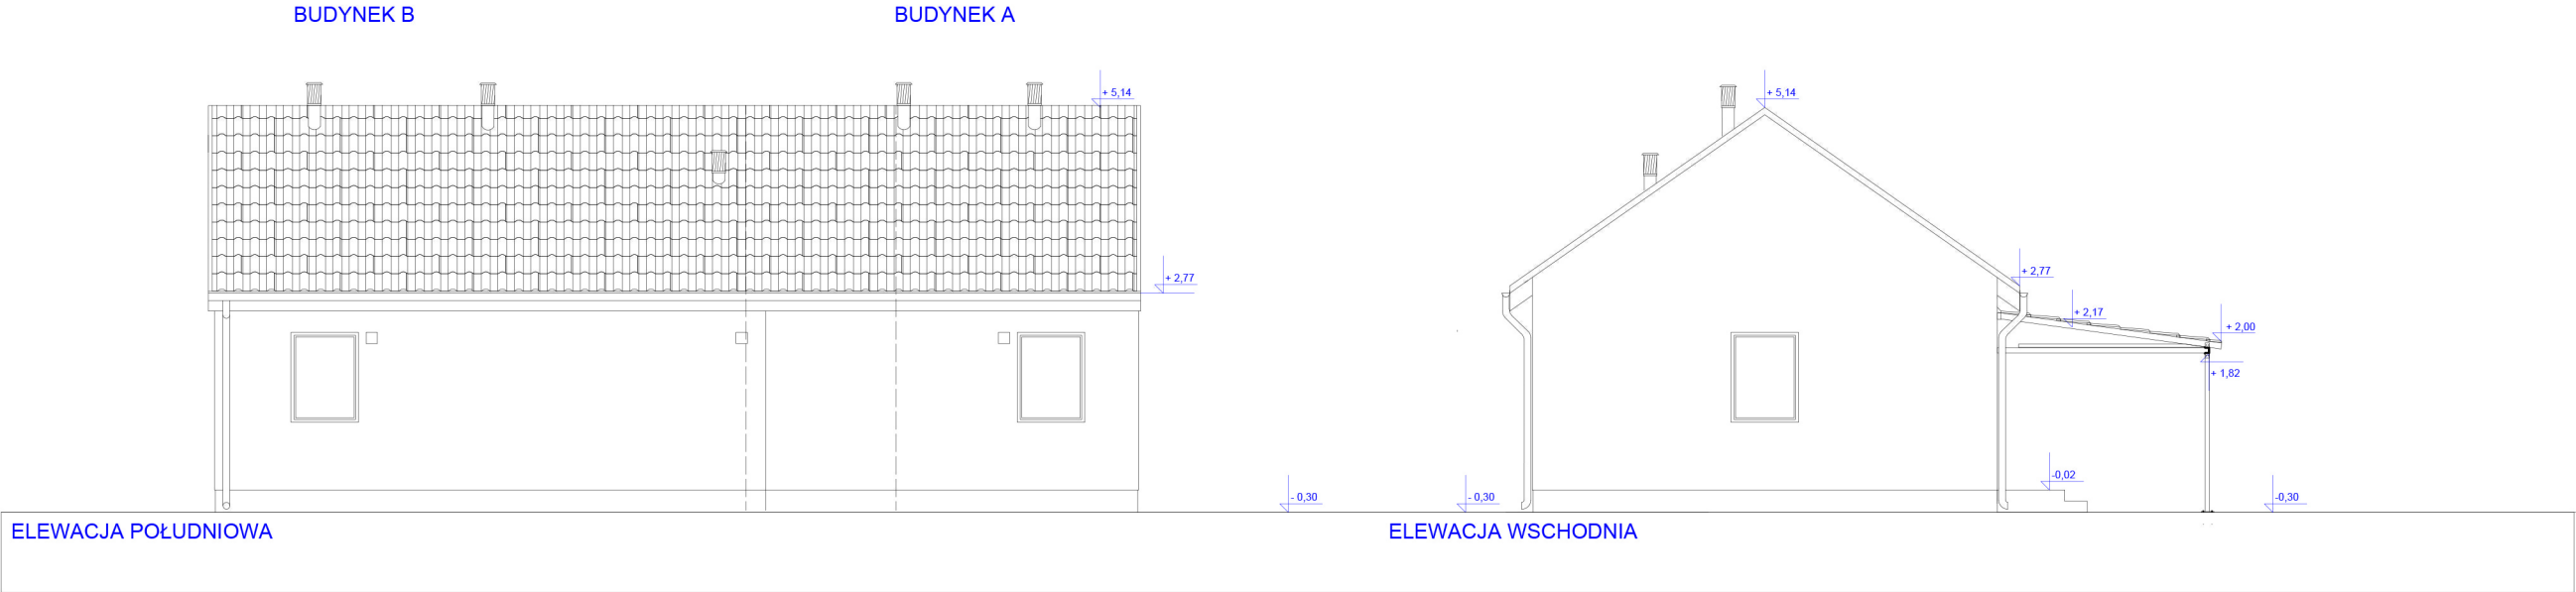 BUDYNEK B
BUDYNEK A
+ 5,14
+ 2,77
- 0,30
ELEWACJA POŁUDNIOWA
+ 5,14
+ 2,77
+ 2,17
+ 2,00
+ 1,82
-0,02
- 0,30
-0,30
ELEWACJA WSCHODNIA